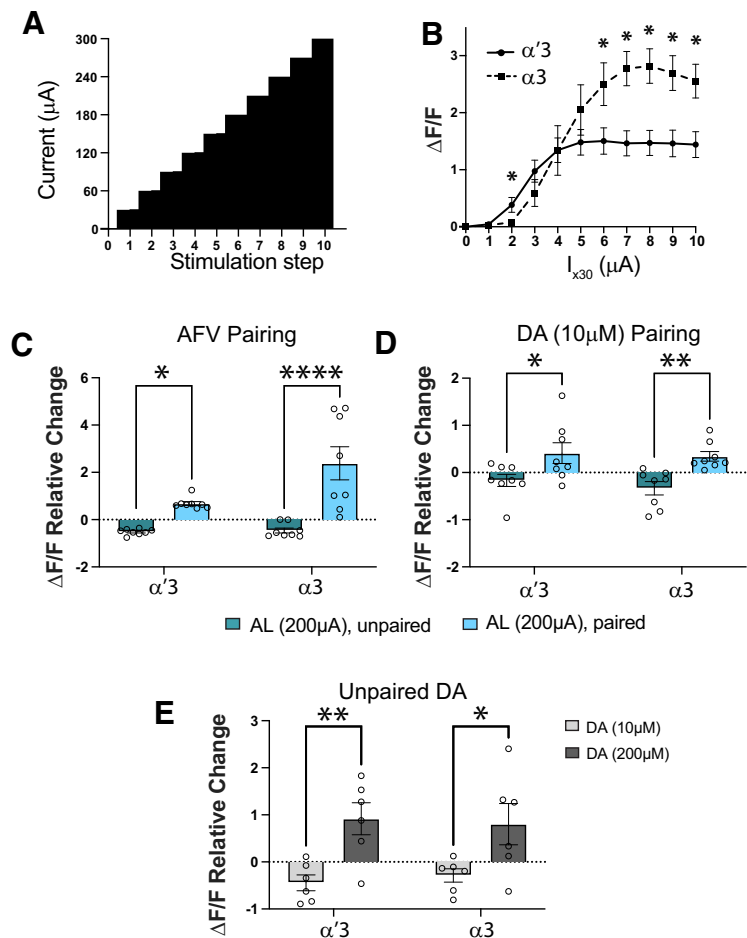 A
Current (μA)
300
240
180
120
60
0
0 1 2 3 4 5 6 7 8 9 10
Stimulation step
B
α'3
α3
ΔF/F
3
2
1
0
* * * * * *
0 1 2 3 4 5 6 7 8 9 10
Ix30 (μA)
C
AFV Pairing
ΔF/F Relative Change
6
4
2
0
-2
* ****
α'3 α3
D
DA (10μM) Pairing
ΔF/F Relative Change
2
1
0
-1
-2
* **
α'3 α3
AL (200μA), unpaired
AL (200μA), paired
E
Unpaired DA
ΔF/F Relative Change
3
2
1
0
-1
** *
α'3 α3
DA (10μM)
DA (200μM)